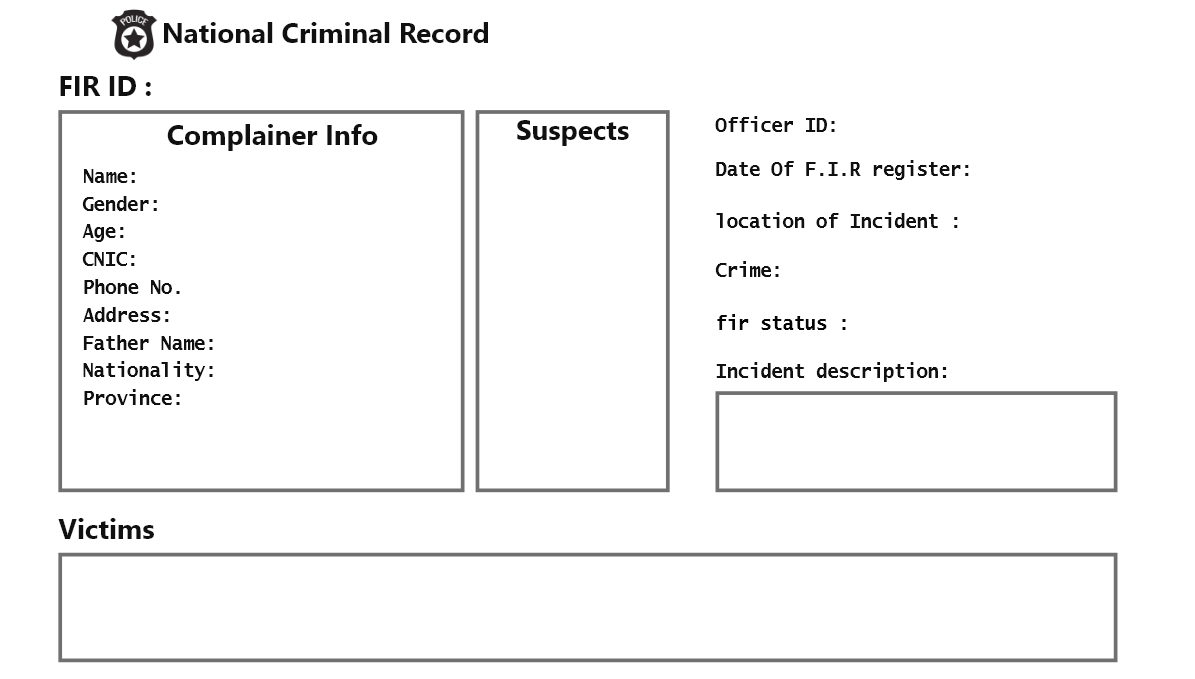 POLICE
National Criminal Record
FIR ID :
Complainer Info
Name:
Gender:
Age:
CNIC:
Phone No.
Address:
Father Name:
Nationality:
Province:
Suspects
Officer ID:
Date Of F.I.R register:
location of Incident :
Crime:
fir status :
Incident description:
Victims